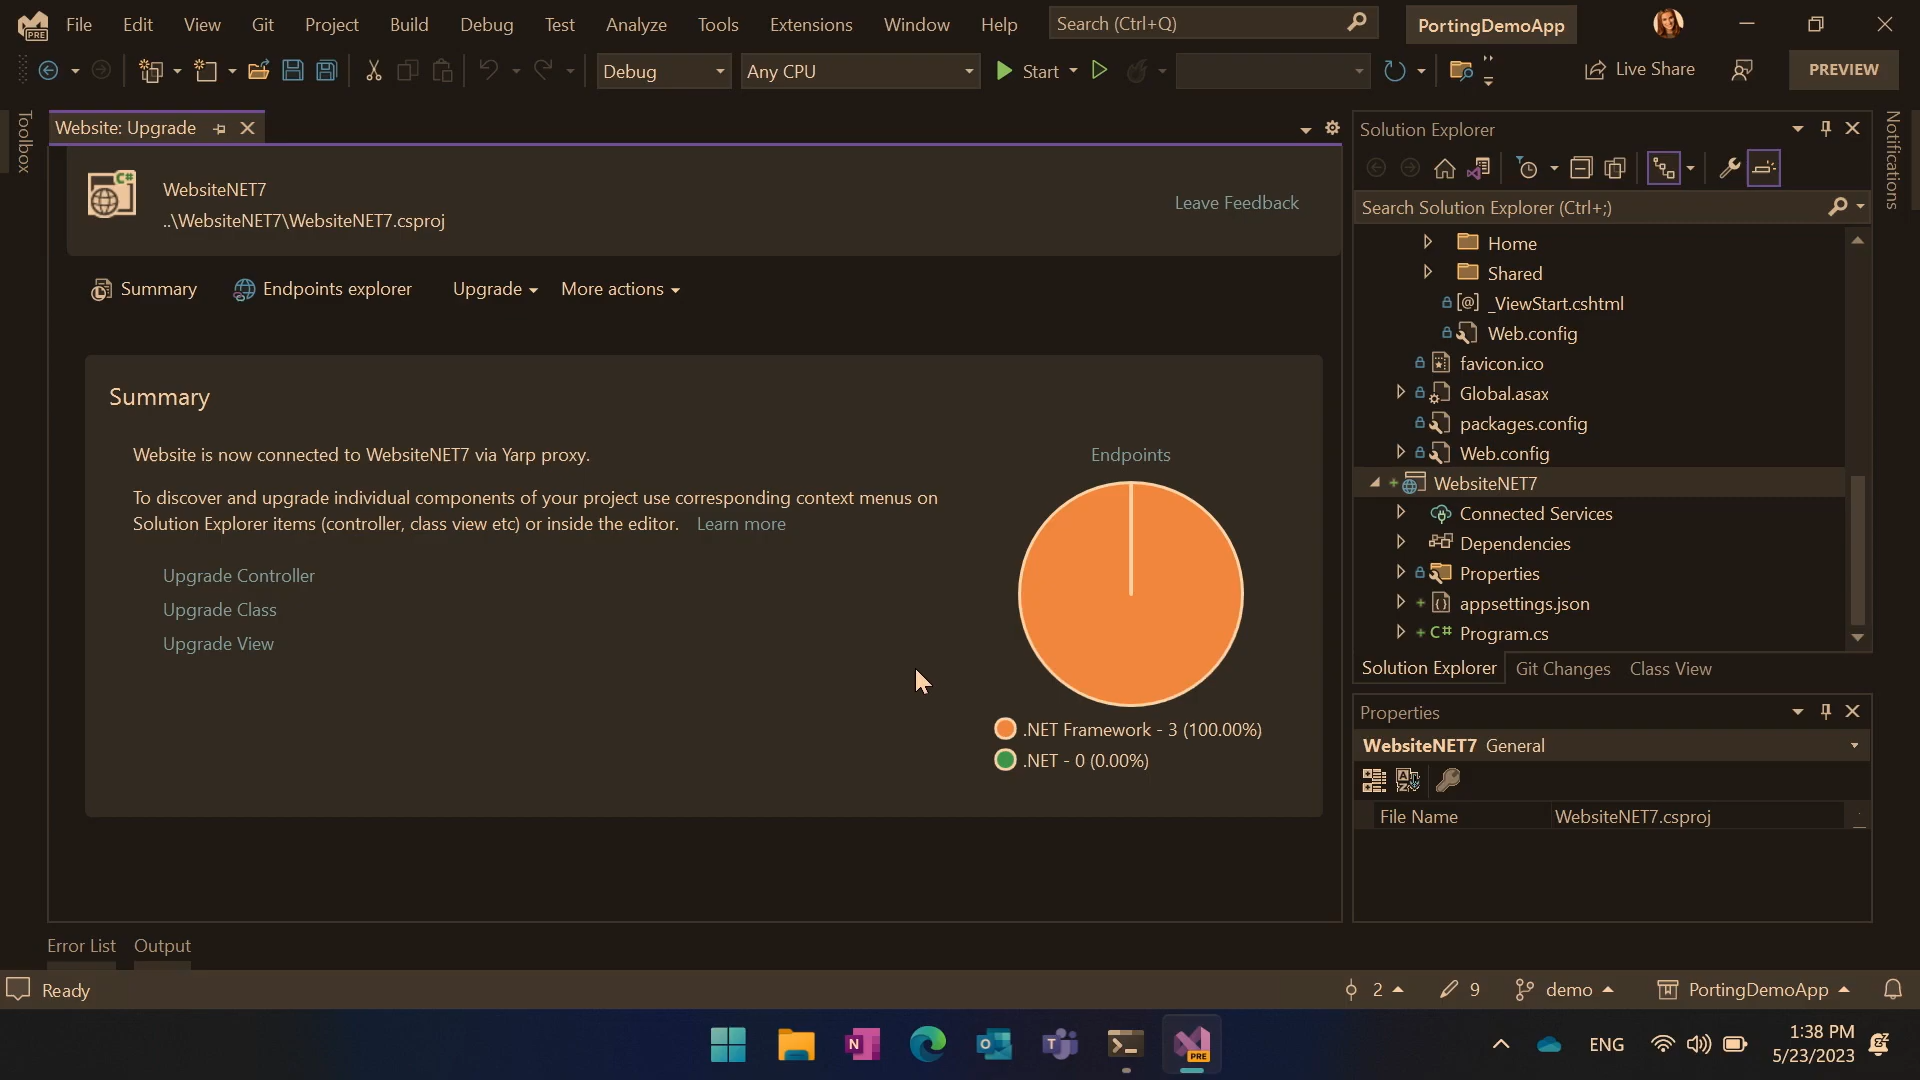 File Edit View Git Project Build Debug Test Analyze Tools Extensions Window Help Search (Ctrl+Q) PortingDemoApp
PRE
Debug Any CPU Start Live Share PREVIEW
Toolbox
Website: Upgrade
WebsiteNET7
..\WebsiteNET7\WebsiteNET7.csproj
Leave Feedback
Summary Endpoints explorer Upgrade More actions
Summary
Website is now connected to WebsiteNET7 via Yarp proxy.
To discover and upgrade individual components of your project use corresponding context menus on
Solution Explorer items (controller, class view etc) or inside the editor. Learn more
Upgrade Controller
Upgrade Class
Upgrade View
Endpoints
.NET Framework - 3 (100.00%)
.NET - 0 (0.00%)
Solution Explorer
Search Solution Explorer (Ctrl+;)
Home
Shared
_ViewStart.cshtml
Web.config
favicon.ico
Global.asax
packages.config
Web.config
WebsiteNET7
Connected Services
Dependencies
Properties
appsettings.json
C# Program.cs
Solution Explorer Git Changes Class View
Properties
WebsiteNET7 General
File Name WebsiteNET7.csproj
Notifications
Error List Output
Ready 2 9 demo PortingDemoApp
ENG 1:38 PM
5/23/2023